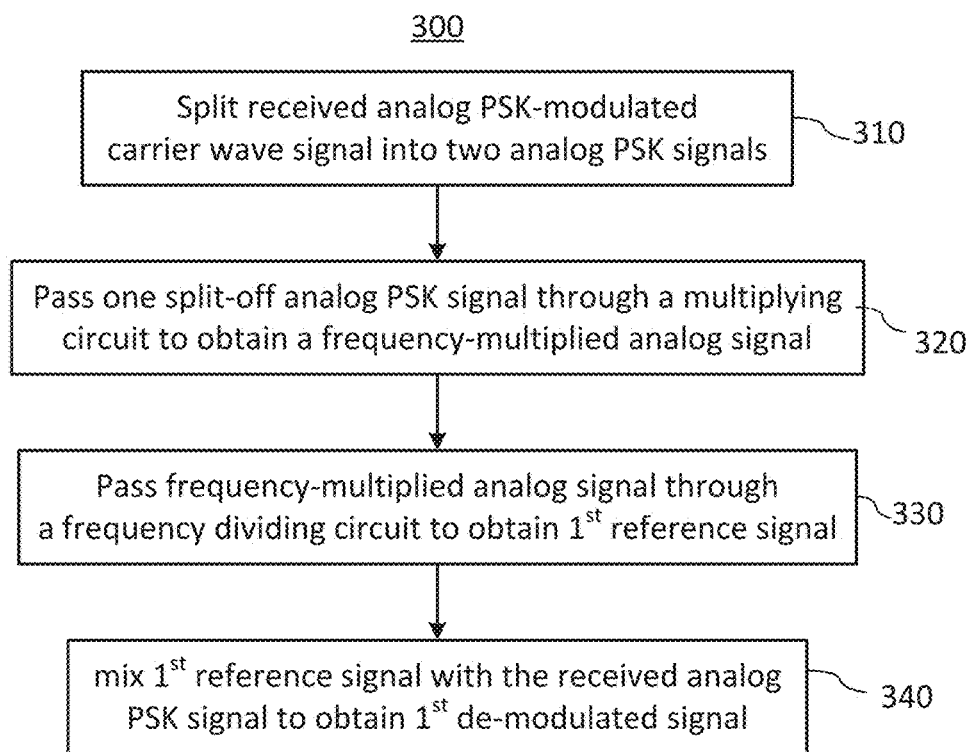 300
Split received analog PSK-modulated
carrier wave signal into two analog PSK signals
310
Pass one split-off analog PSK signal through a multiplying
circuit to obtain a frequency-multiplied analog signal
320
Pass frequency-multiplied analog signal through
a frequency dividing circuit to obtain 1st reference signal
330
mix 1st reference signal with the received analog
PSK signal to obtain 1st de-modulated signal
340